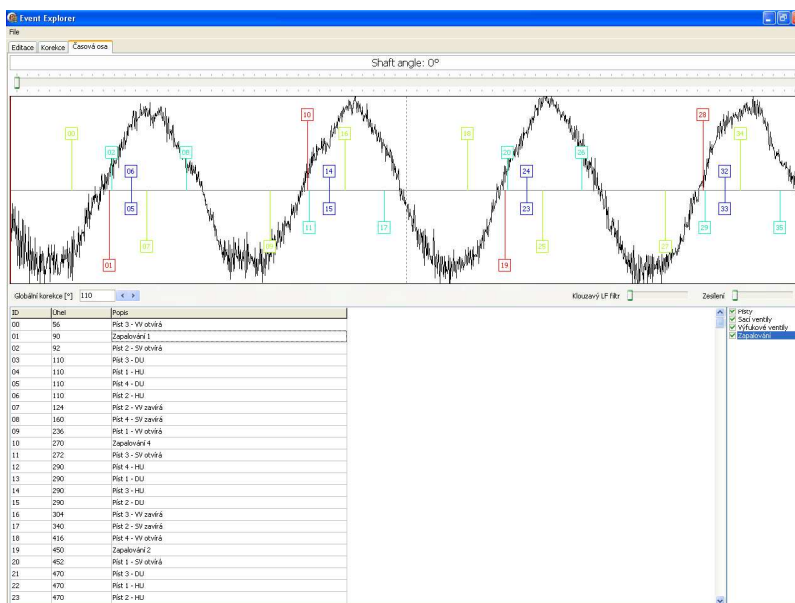 Event Explorer
File
Editace Korekce Časová osa
Shaft angle: 0°
10 28
00 16 18 34
02 08 20 26
06 14 24 32
05 15 23 33
11 17 29 35
07 09 25 27
01 19
Globální korekce [°] 110 < > Klouzavý LF filtr Zesílení
ID Úhel Popis
00 56 Píst 3 - VV otvírá
01 90 Zapalování 1
02 92 Píst 2 - SV otvírá
03 110 Píst 3 - DU
04 110 Píst 1 - HU
05 110 Píst 4 - DU
06 110 Píst 2 - HU
07 124 Píst 2 - VV zavírá
08 160 Píst 4 - SV zavírá
09 236 Píst 1 - VV otvírá
10 270 Zapalování 4
11 272 Píst 3 - SV otvírá
12 290 Píst 4 - HU
13 290 Píst 1 - DU
14 290 Píst 3 - HU
15 290 Píst 2 - DU
16 304 Píst 3 - VV zavírá
17 340 Píst 2 - SV zavírá
18 416 Píst 4 - VV otvírá
19 450 Zapalování 2
20 452 Píst 1 - SV otvírá
21 470 Píst 3 - DU
22 470 Píst 1 - HU
23 470 Píst 2 - HU
Písty
Sací ventily
Výfukové ventily
Zapalování